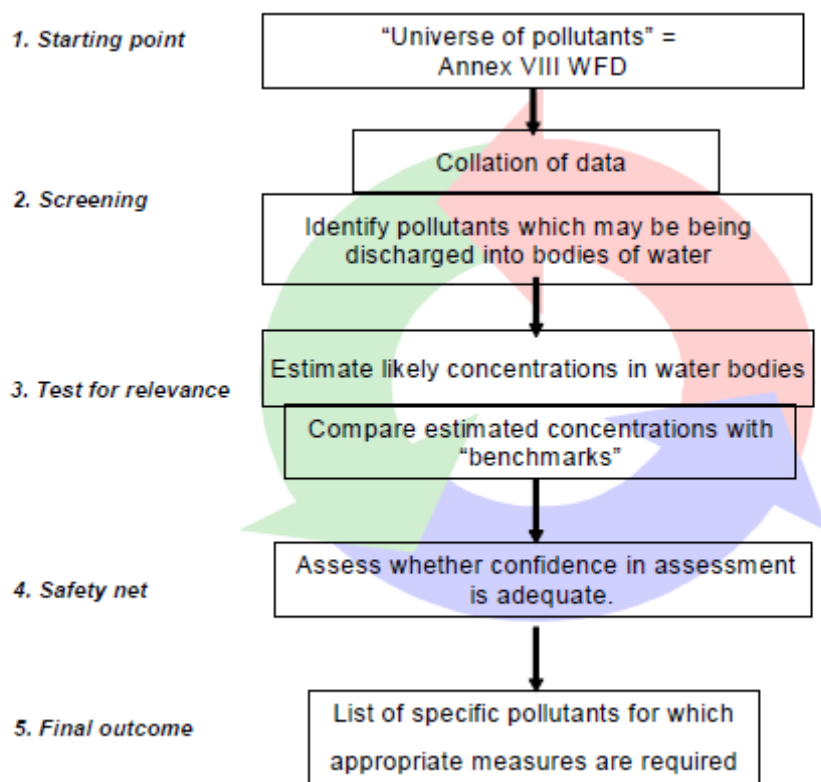 1. Starting point
“Universe of pollutants” =
Annex VIII WFD
2. Screening
Collation of data
Identify pollutants which may be being
discharged into bodies of water
3. Test for relevance
Estimate likely concentrations in water bodies
Compare estimated concentrations with
“benchmarks”
4. Safety net
Assess whether confidence in assessment
is adequate.
5. Final outcome
List of specific pollutants for which
appropriate measures are required